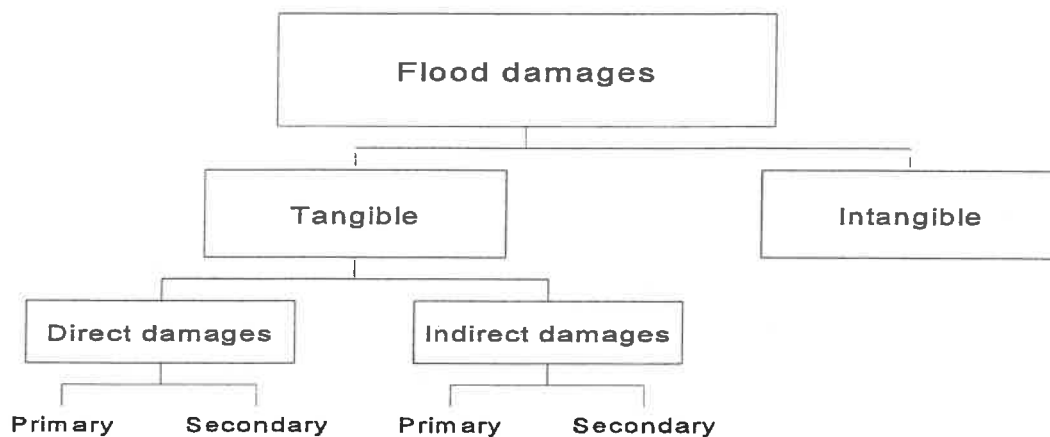 Flood damages
Tangible
Intangible
Direct damages
Indirect damages
Primary
Secondary
Primary
Secondary